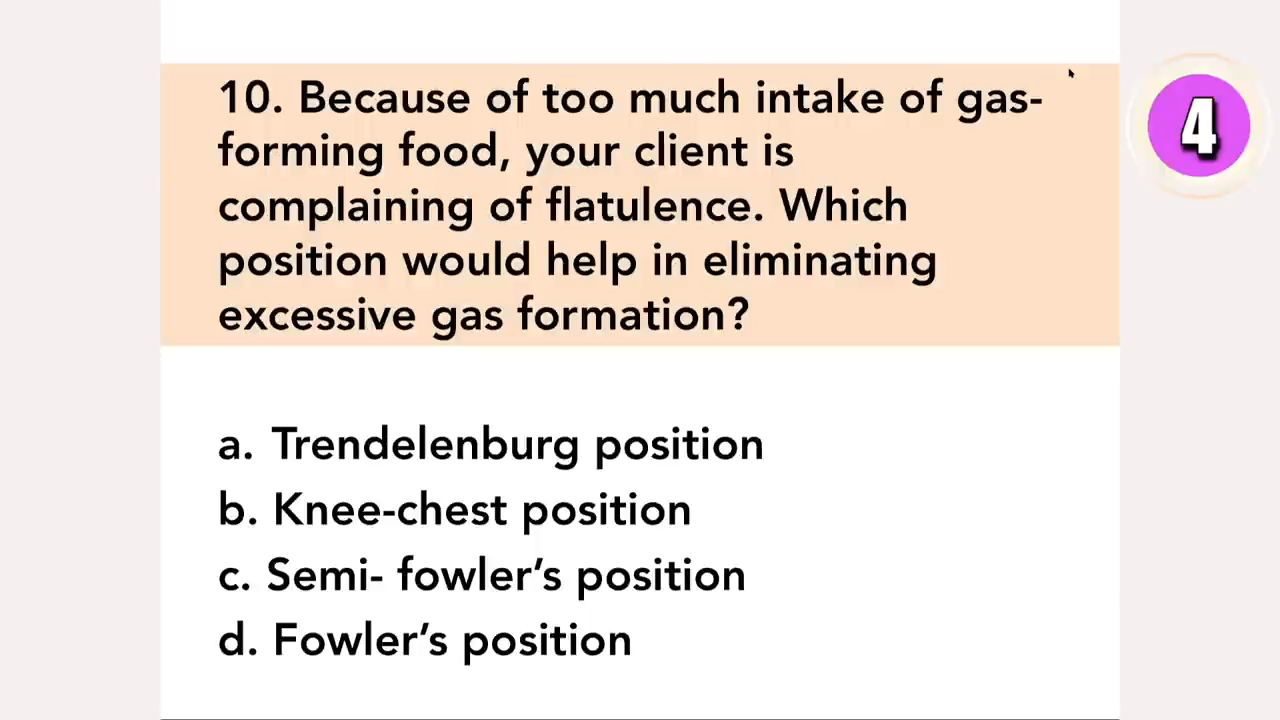 10. Because of too much intake of gas-
forming food, your client is
complaining of flatulence. Which
position would help in eliminating
excessive gas formation?
4
a. Trendelenburg position
b. Knee-chest position
c. Semi- fowler’s position
d. Fowler’s position